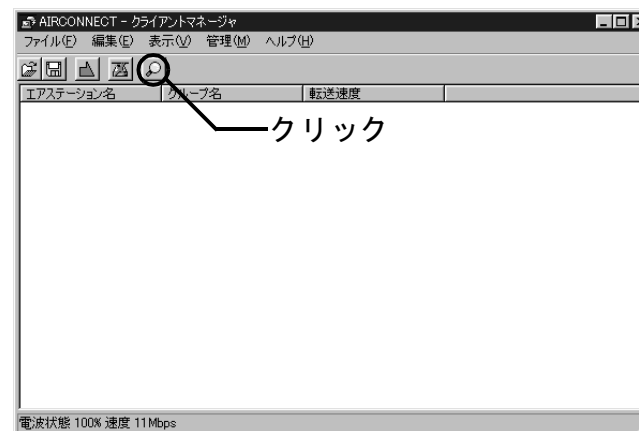 AIRCONNECT - クライアントマネージャ
ファイル(F) 編集(E) 表示(V) 管理(M) ヘルプ(H)
エアステーション名 グループ名 転送速度
クリック
電波状態 100% 速度 11Mbps